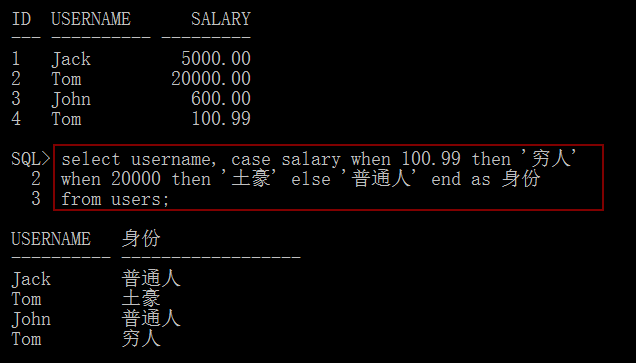 ID  USERNAME      SALARY
--- ---------- ---------
1   Jack         5000.00
2   Tom         20000.00
3   John          600.00
4   Tom           100.99
SQL> select username, case salary when 100.99 then '穷人'
  2  when 20000 then '土豪' else '普通人' end as 身份
  3  from users;
USERNAME   身份
---------- ------------------
Jack       普通人
Tom        土豪
John       普通人
Tom        穷人